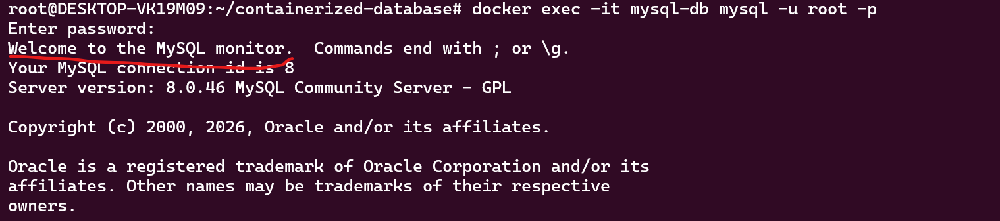 root@DESKTOP-VK19M09:~/containerized-database# docker exec -it mysql-db mysql -u root -p
Enter password:
Welcome to the MySQL monitor.  Commands end with ; or \g.
Your MySQL connection id is 8
Server version: 8.0.46 MySQL Community Server - GPL

Copyright (c) 2000, 2026, Oracle and/or its affiliates.

Oracle is a registered trademark of Oracle Corporation and/or its
affiliates. Other names may be trademarks of their respective
owners.